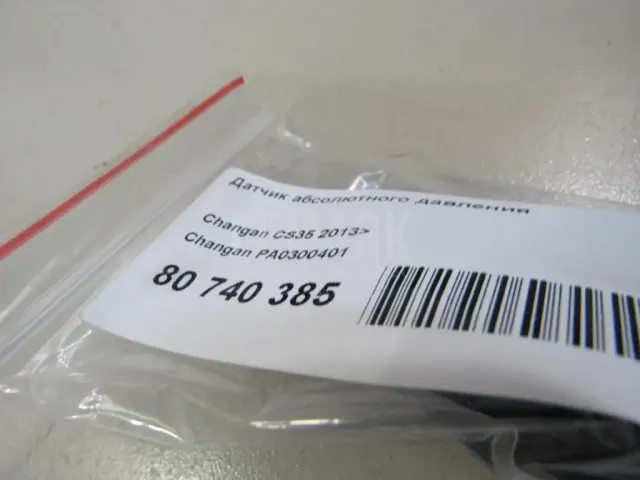 Датчик абсолютного давления
Changan CS35 2013>
Changan PA0300401
80 740 385